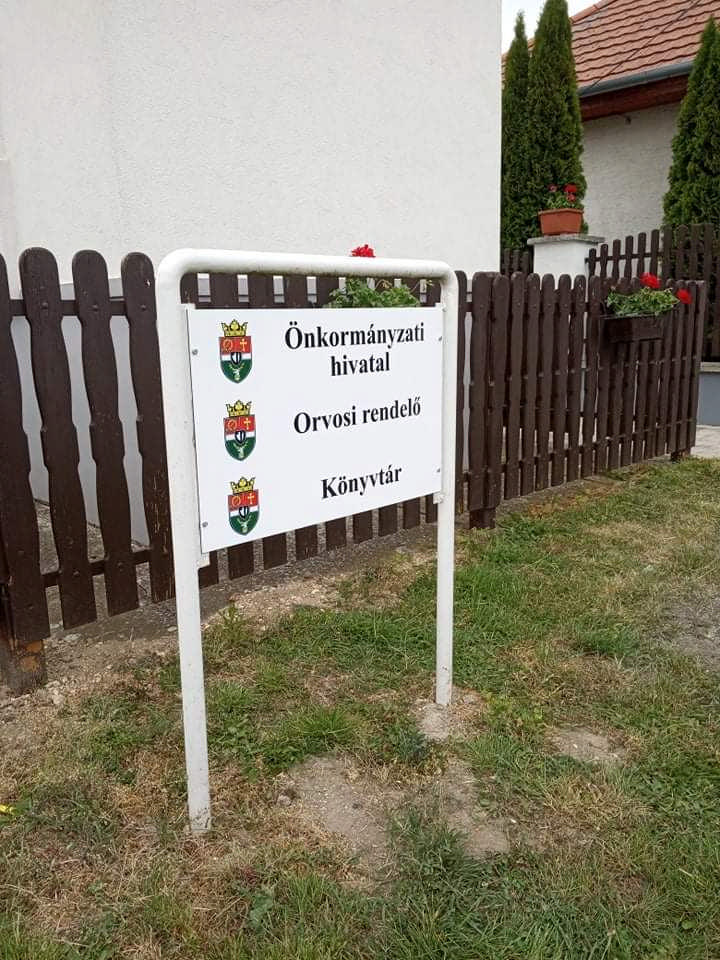 Önkormányzati
hivatal
Orvosi rendelő
Könyvtár